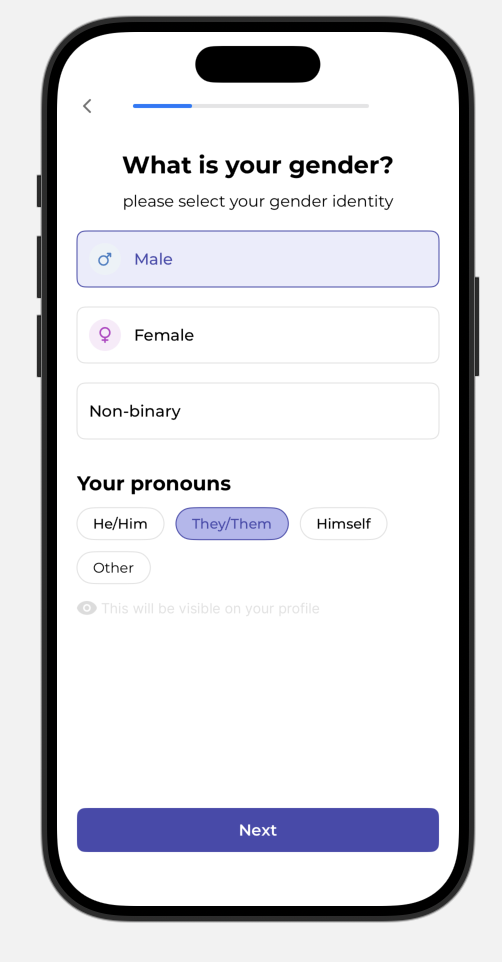 What is your gender?
please select your gender identity
Male
Female
Non-binary
Your pronouns
He/Him
They/Them
Himself
Other
This will be visible on your profile
Next